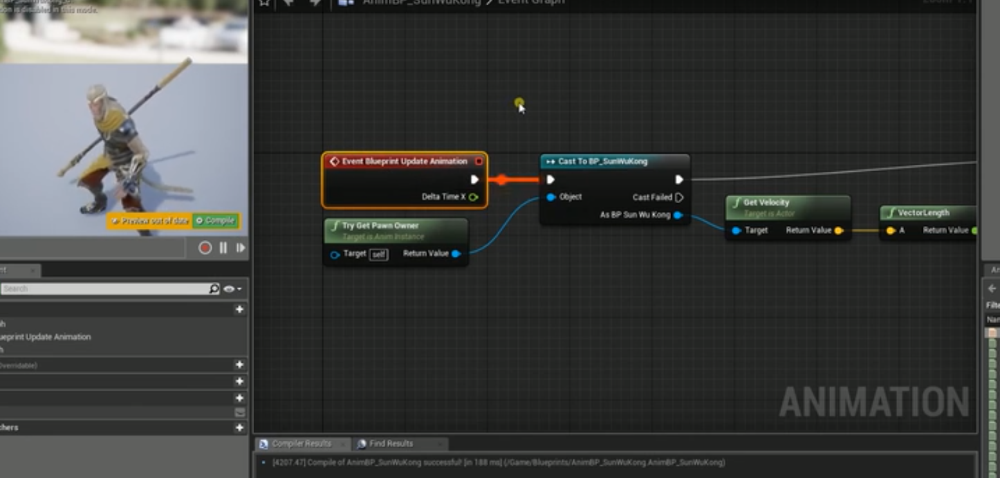 ion is disabled in this mode.
AnimBP_SunWuKong > Event Graph
Event Blueprint Update Animation
Delta Time X
Cast To BP_SunWuKong
Object
Cast Failed
As BP Sun Wu Kong
Try Get Pawn Owner
Target is Anim Instance
Target self Return Value
Get Velocity
Target is Actor
Target Return Value
VectorLength
A Return Value
Preview out of date Compile
Search
ueprint Update Animation
Overridable)
chers
Filte
Nan
ANIMATION
Compiler Results
Find Results
[4207.47] Compile of AnimBP_SunWuKong successful! [in 188 ms] (/Game/Blueprints/AnimBP_SunWuKong.AnimBP_SunWuKong)